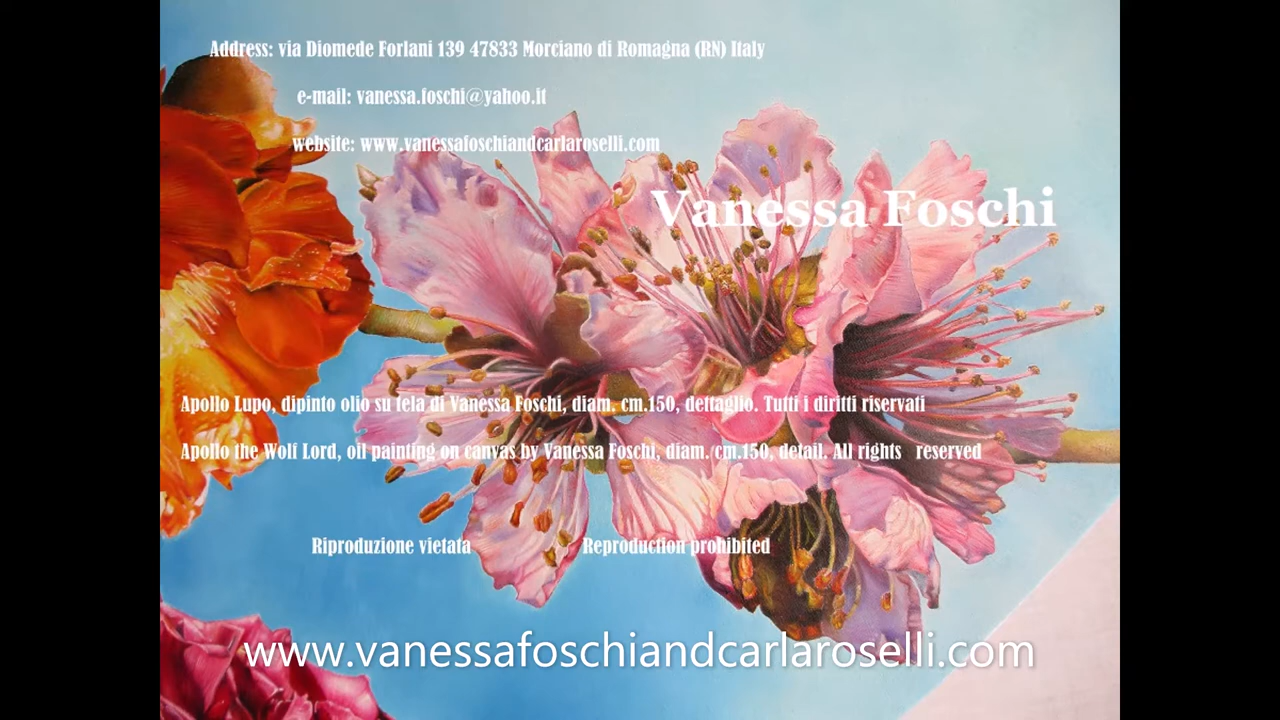 Address: via Diomede Forlani 139 47833 Morciano di Romagna (RN) Italy
e-mail: vanessa.foschi@yahoo.it
website: www.vanessafoschiandcarlaroselli.com
Vanessa Foschi
Apollo Lupo, dipinto olio su tela di Vanessa Foschi, diam. cm.150, dettaglio. Tutti i diritti riservati
Apollo the Wolf Lord, oil painting on canvas by Vanessa Foschi, diam. cm.150, detail. All rights reserved
Riproduzione vietata Reproduction prohibited
www.vanessafoschiandcarlaroselli.com